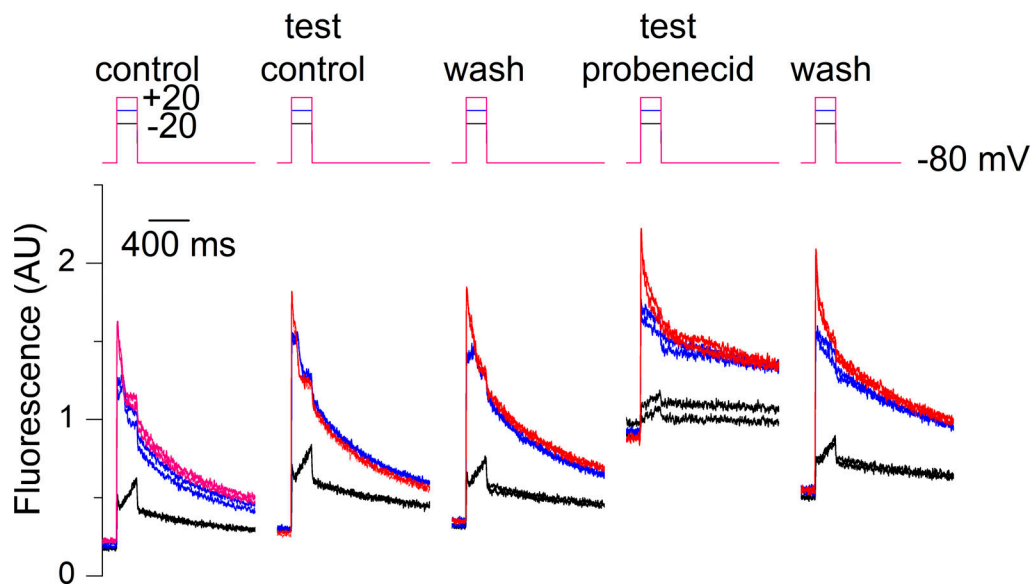 test
test
control
control
wash
probenecid
wash
+20
-20
-80 mV
Fluorescence (AU)
2
1
0
400 ms